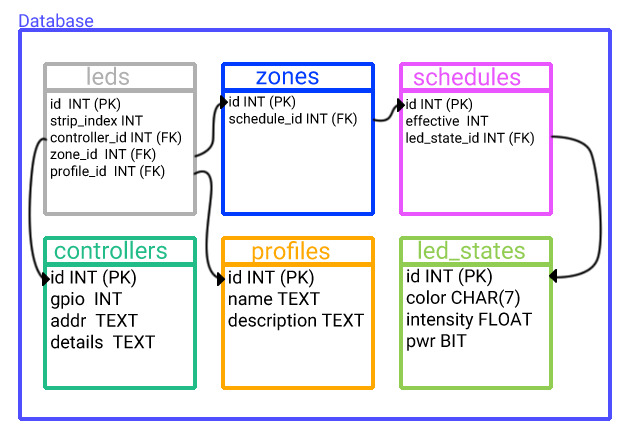 Database
leds
id INT (PK)
strip_index INT
controller_id INT (FK)
zone_id INT (FK)
profile_id INT (FK)
zones
id INT (PK)
schedule_id INT (FK)
schedules
id INT (PK)
effective INT
led_state_id INT (FK)
controllers
id INT (PK)
gpio INT
addr TEXT
details TEXT
profiles
id INT (PK)
name TEXT
description TEXT
led_states
id INT (PK)
color CHAR(7)
intensity FLOAT
pwr BIT